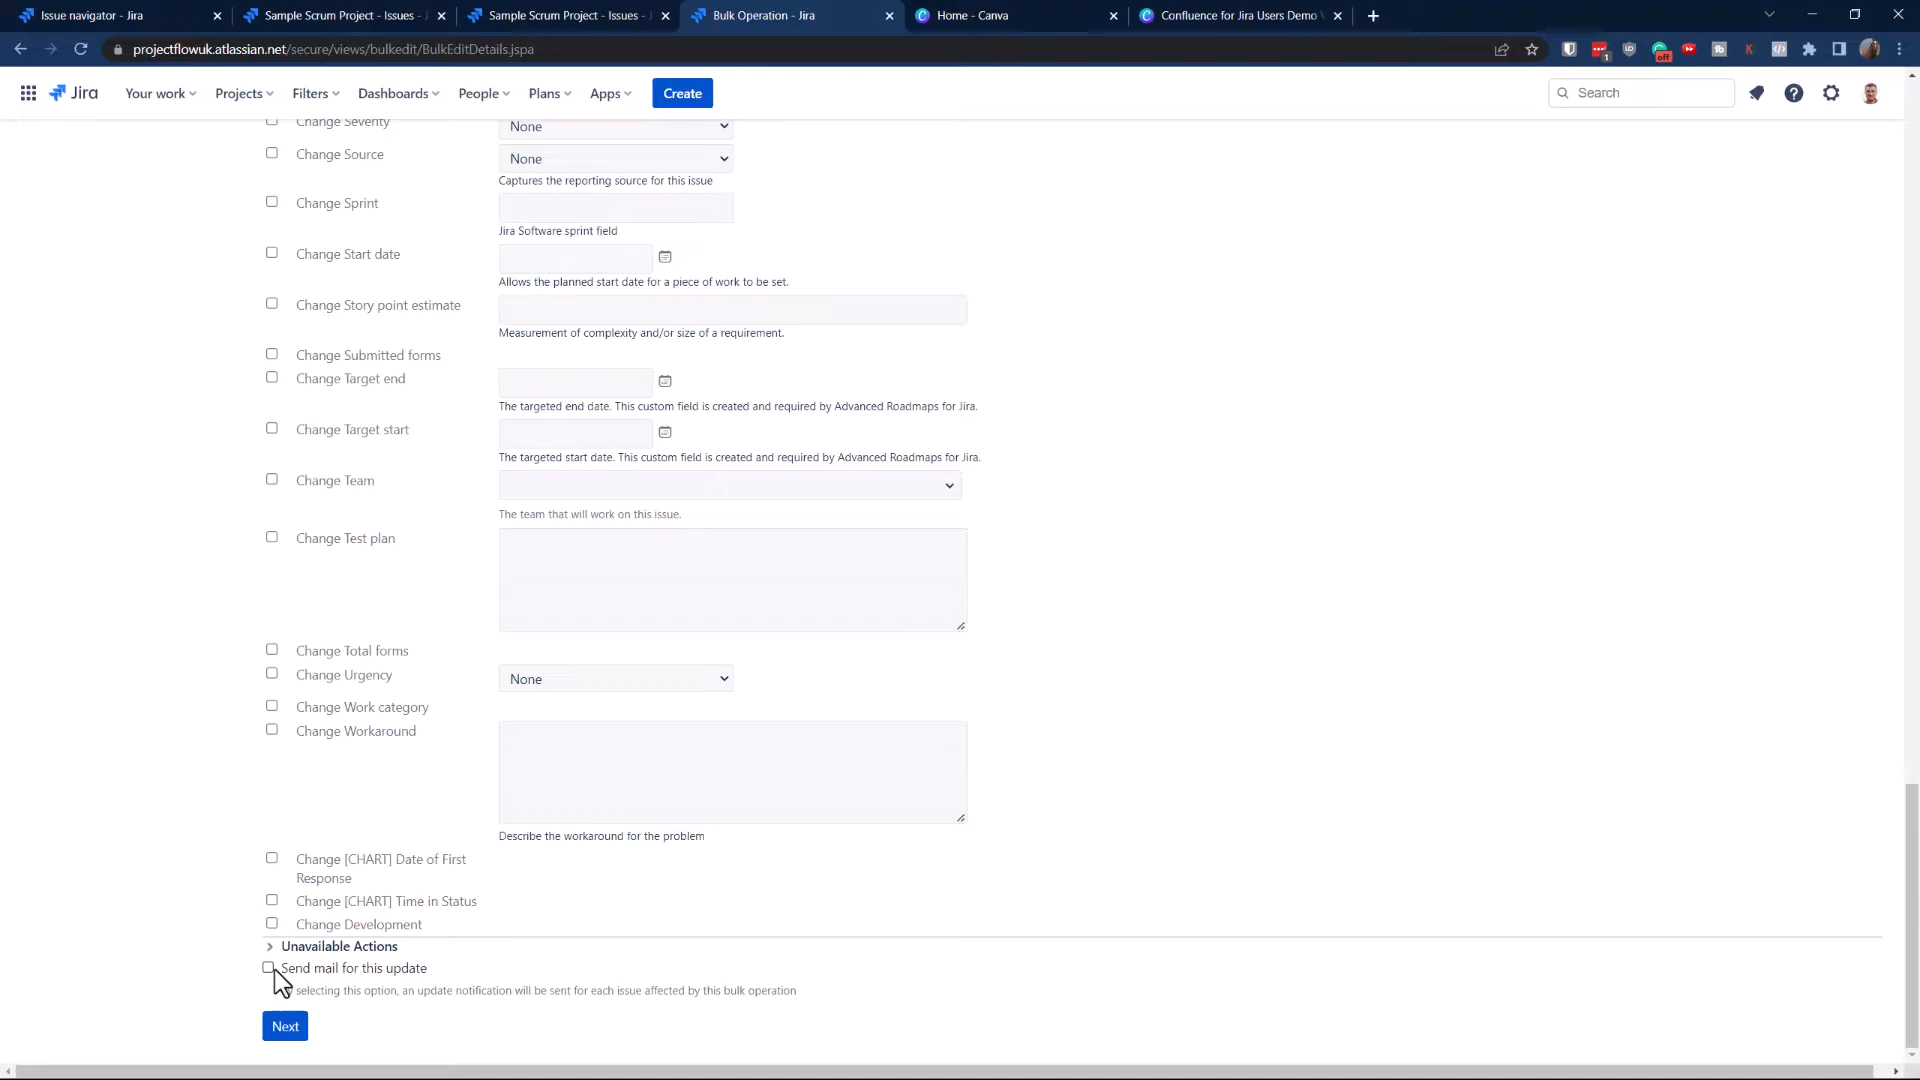 Issue navigator - Jira
Sample Scrum Project - Issues - J
Sample Scrum Project - Issues - J
Bulk Operation - Jira
Home - Canva
Confluence for Jira Users Demo
projectflowuk.atlassian.net/secure/views/bulkedit/BulkEditDetails.jspa
1
off
Jira
Your work
Projects
Filters
Dashboards
People
Plans
Apps
Create
Search
Change Severity
None
Change Source
None
Captures the reporting source for this issue
Change Sprint
Jira Software sprint field
Change Start date
Allows the planned start date for a piece of work to be set.
Change Story point estimate
Measurement of complexity and/or size of a requirement.
Change Submitted forms
Change Target end
The targeted end date. This custom field is created and required by Advanced Roadmaps for Jira.
Change Target start
The targeted start date. This custom field is created and required by Advanced Roadmaps for Jira.
Change Team
The team that will work on this issue.
Change Test plan
Change Total forms
Change Urgency
None
Change Work category
Change Workaround
Describe the workaround for the problem
Change [CHART] Date of First
Response
Change [CHART] Time in Status
Change Development
Unavailable Actions
Send mail for this update
selecting this option, an update notification will be sent for each issue affected by this bulk operation
Next